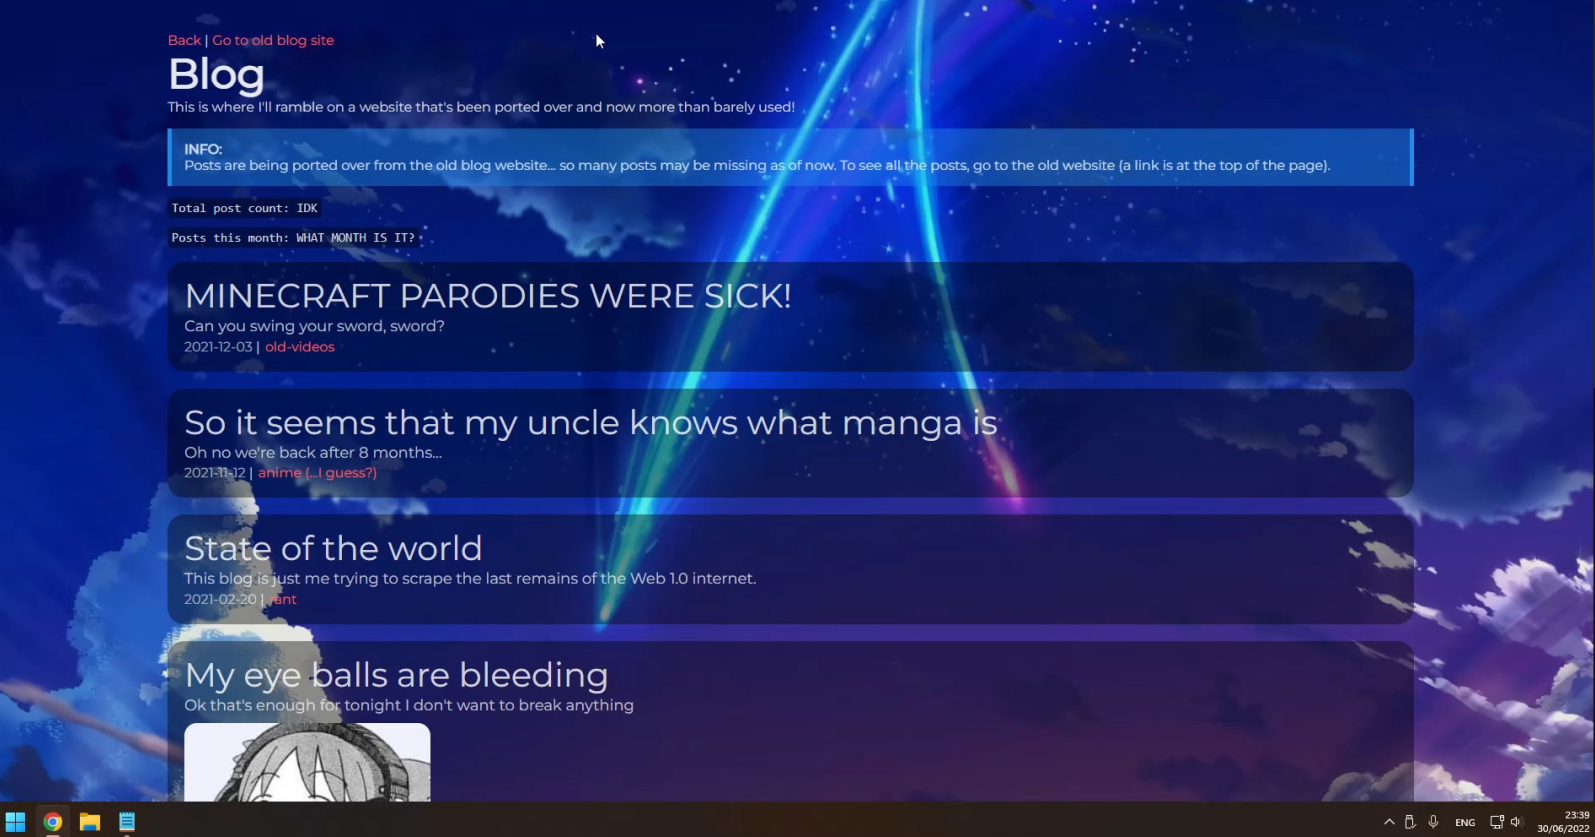 Back | Go to old blog site
Blog
This is where I'll ramble on a website that's been ported over and now more than barely used!
INFO:
Posts are being ported over from the old blog website... so many posts may be missing as of now. To see all the posts, go to the old website (a link is at the top of the page).
Total post count: IDK
Posts this month: WHAT MONTH IS IT?
MINECRAFT PARODIES WERE SICK!
Can you swing your sword, sword?
2021-12-03 | old-videos
So it seems that my uncle knows what manga is
Oh no we're back after 8 months...
2021-11-12 | anime (...I guess?)
State of the world
This blog is just me trying to scrape the last remains of the Web 1.0 internet.
2021-02-20 | rant
My eye balls are bleeding
Ok that's enough for tonight I don't want to break anything
ENG
23:39
30/06/2022